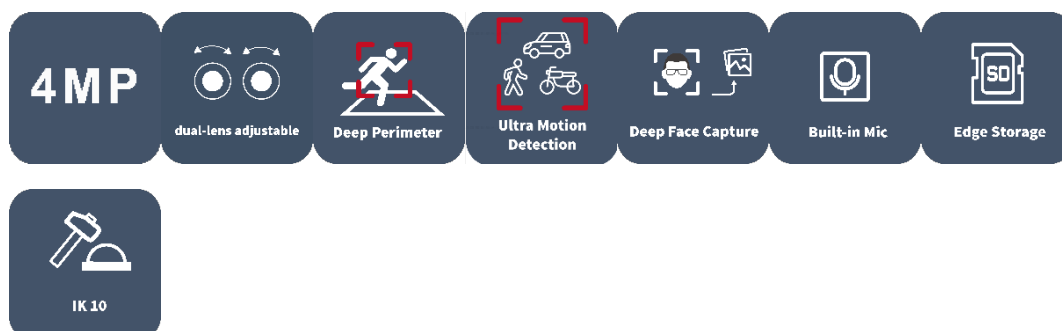 4MP
dual-lens adjustable
Deep Perimeter
Ultra Motion
Detection
Deep Face Capture
Built-in Mic
SD
Edge Storage
IK 10